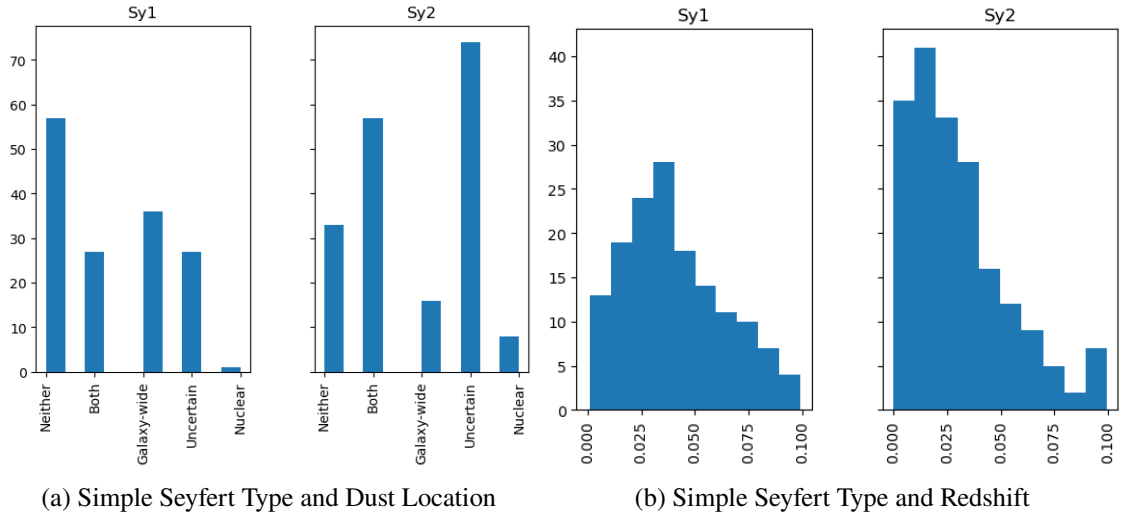 Sy1
Sy2
70
60
50
40
30
20
10
0
Neither
Both
Galaxy-wide
Uncertain
Nuclear
Neither
Both
Galaxy-wide
Uncertain
Nuclear
(a) Simple Seyfert Type and Dust Location
Sy1
Sy2
40
35
30
25
20
15
10
5
0
0.000
0.025
0.050
0.075
0.100
0.000
0.025
0.050
0.075
0.100
(b) Simple Seyfert Type and Redshift